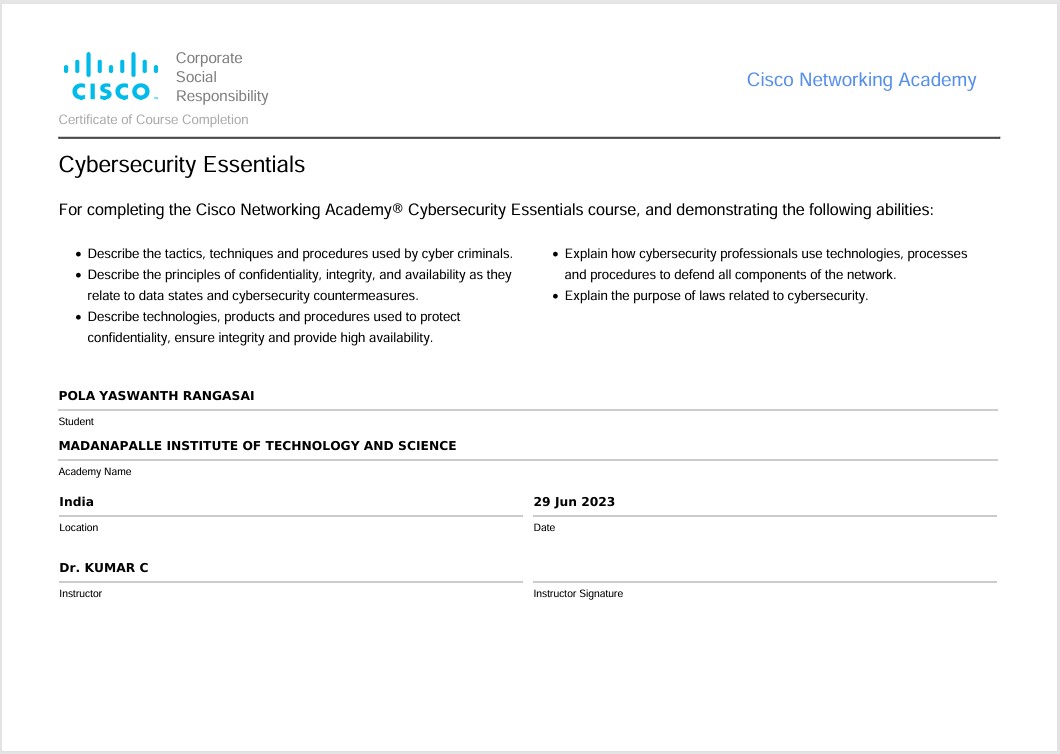 CISCO
Corporate
Social
Responsibility
Cisco Networking Academy
Certificate of Course Completion
Cybersecurity Essentials
For completing the Cisco Networking Academy® Cybersecurity Essentials course, and demonstrating the following abilities:
• Describe the tactics, techniques and procedures used by cyber criminals.
• Describe the principles of confidentiality, integrity, and availability as they
relate to data states and cybersecurity countermeasures.
• Describe technologies, products and procedures used to protect
confidentiality, ensure integrity and provide high availability.
• Explain how cybersecurity professionals use technologies, processes
and procedures to defend all components of the network.
• Explain the purpose of laws related to cybersecurity.
POLA YASWANTH RANGASAI
Student
MADANAPALLE INSTITUTE OF TECHNOLOGY AND SCIENCE
Academy Name
India
Location
29 Jun 2023
Date
Dr. KUMAR C
Instructor
Instructor Signature